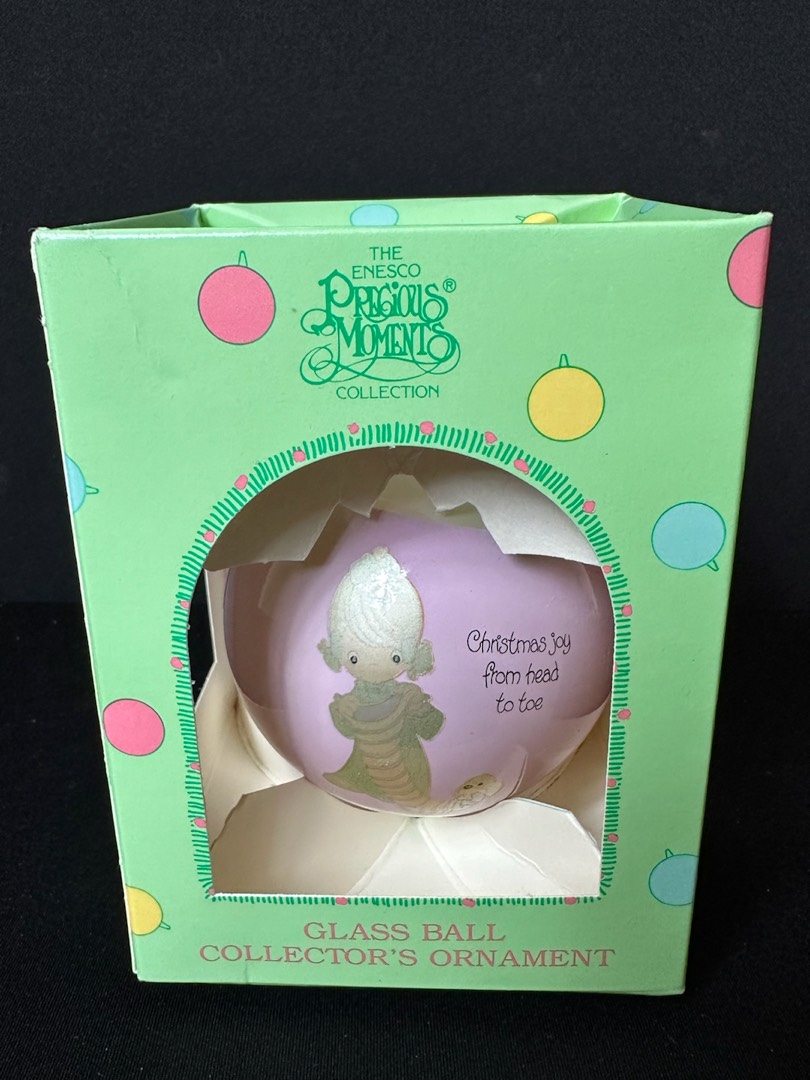 THE
ENESCO
PRECIOUS®
MOMENTS
COLLECTION
Christmas joy
from head
to toe
GLASS BALL
COLLECTOR'S ORNAMENT